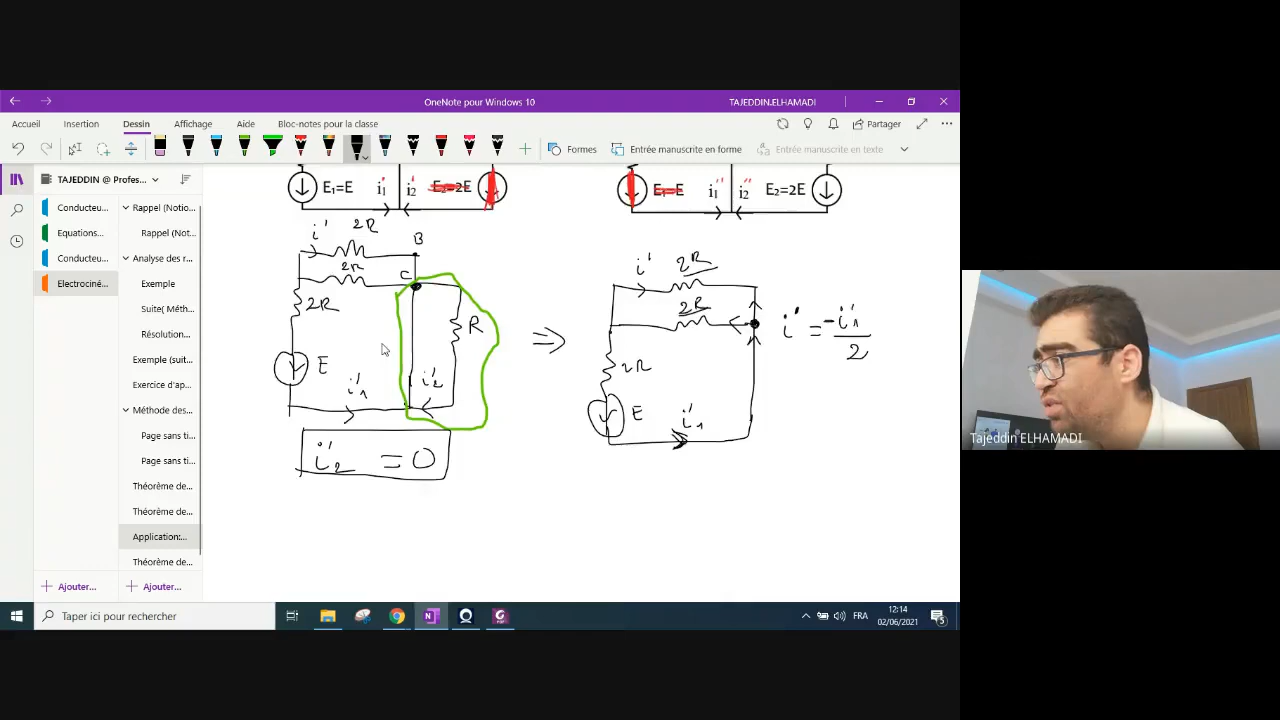 OneNote pour Windows 10
TAJEDDIN.ELHAMADI
Accueil
Insertion
Dessin
Affichage
Aide
Bloc-notes pour la classe
Partager
Formes
Entrée manuscrite en forme
Entrée manuscrite en texte
TAJEDDIN @ Profes...
Conducteu...
Equations...
Conducteu...
Electrociné...
Rappel (Notio...
Rappel (Not...
Analyse des r...
Exemple
Suite( Méth...
Résolution...
Exemple (suit...
Exercice d'ap...
Méthode des...
Page sans ti...
Page sans ti...
Théorème de...
Théorème de...
Application:...
Théorème de...
Ajouter...
Ajouter...
E₁=E i₁' i₂' E₂=2E
E₁=E i₁'' i₂'' E₂=2E
i' 2R B
2R C
2R R
E
i'₁ i'₂
i'₂ = 0
⇒
i' 2R
2R
2R
E i'₁
i' = -i'₁/2
Tajeddin ELHAMADI
Taper ici pour rechercher
FRA
12:14
02/06/2021
5